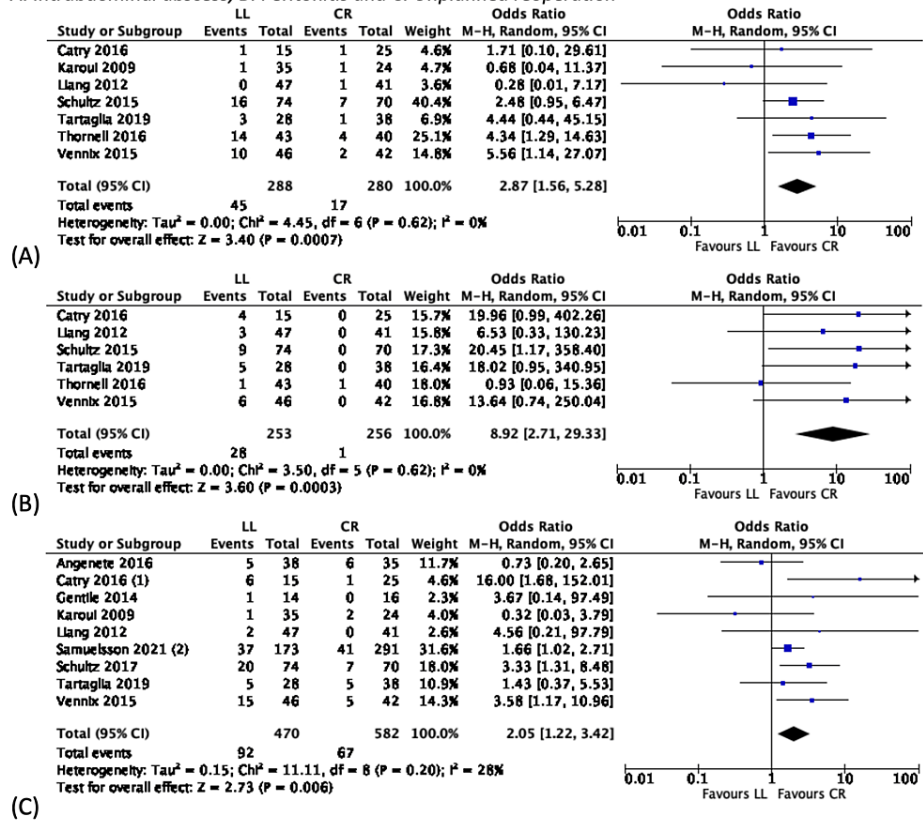 LL CR Odds Ratio Odds Ratio
Study or Subgroup Events Total Events Total Weight M-H, Random, 95% CI M-H, Random, 95% CI
Catry 2016 1 15 1 25 4.6% 1.71 [0.10, 29.61]
Karoui 2009 1 35 1 24 4.7% 0.68 [0.04, 11.37]
Liang 2012 0 47 1 41 3.6% 0.28 [0.01, 7.17]
Schultz 2015 16 74 7 70 40.4% 2.48 [0.95, 6.47]
Tartaglia 2019 3 28 1 38 6.9% 4.44 [0.44, 45.15]
Thornell 2016 14 43 4 40 25.1% 4.34 [1.29, 14.63]
Vennix 2015 10 46 2 42 14.8% 5.56 [1.14, 27.07]
Total (95% CI) 288 280 100.0% 2.87 [1.56, 5.28]
Total events 45 17
Heterogeneity: Tau² = 0.00; Chi² = 4.45, df = 6 (P = 0.62); I² = 0%
Test for overall effect: Z = 3.40 (P = 0.0007)
0.01 0.1 1 10 100
Favours LL Favours CR
(A)
LL CR Odds Ratio Odds Ratio
Study or Subgroup Events Total Events Total Weight M-H, Random, 95% CI M-H, Random, 95% CI
Catry 2016 4 15 0 25 15.7% 19.96 [0.99, 402.26]
Liang 2012 3 47 0 41 15.8% 6.53 [0.33, 130.23]
Schultz 2015 9 74 0 70 17.3% 20.45 [1.17, 358.40]
Tartaglia 2019 5 28 0 38 16.4% 18.02 [0.95, 340.95]
Thornell 2016 1 43 1 40 18.0% 0.93 [0.06, 15.36]
Vennix 2015 6 46 0 42 16.8% 13.64 [0.74, 250.04]
Total (95% CI) 253 256 100.0% 8.92 [2.71, 29.33]
Total events 28 1
Heterogeneity: Tau² = 0.00; Chi² = 3.50, df = 5 (P = 0.62); I² = 0%
Test for overall effect: Z = 3.60 (P = 0.0003)
0.01 0.1 1 10 100
Favours LL Favours CR
(B)
LL CR Odds Ratio Odds Ratio
Study or Subgroup Events Total Events Total Weight M-H, Random, 95% CI M-H, Random, 95% CI
Angenete 2016 5 38 6 35 11.7% 0.73 [0.20, 2.65]
Catry 2016 (1) 6 15 1 25 4.6% 16.00 [1.68, 152.01]
Gentile 2014 1 14 0 16 2.3% 3.67 [0.14, 97.49]
Karoui 2009 1 35 2 24 4.0% 0.32 [0.03, 3.79]
Liang 2012 2 47 0 41 2.6% 4.56 [0.21, 97.79]
Samuelsson 2021 (2) 37 173 41 291 31.6% 1.66 [1.02, 2.71]
Schultz 2017 20 74 7 70 18.0% 3.33 [1.31, 8.48]
Tartaglia 2019 5 28 5 38 10.9% 1.43 [0.37, 5.53]
Vennix 2015 15 46 5 42 14.3% 3.58 [1.17, 10.96]
Total (95% CI) 470 582 100.0% 2.05 [1.22, 3.42]
Total events 92 67
Heterogeneity: Tau² = 0.15; Chi² = 11.11, df = 8 (P = 0.20); I² = 28%
Test for overall effect: Z = 2.73 (P = 0.006)
0.01 0.1 1 10 100
Favours LL Favours CR
(C)